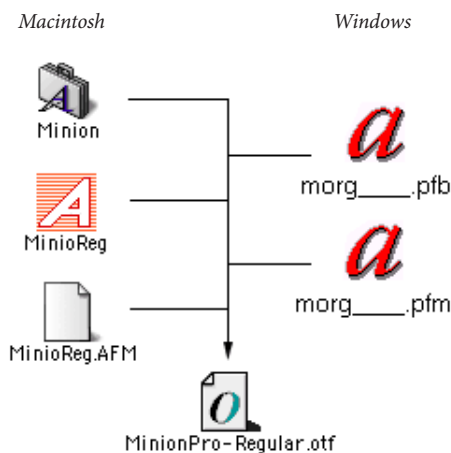 Macintosh
Windows
Minion
morg____.pfb
MinioReg
morg____.pfm
MinioReg.AFM
MinionPro-Regular.otf